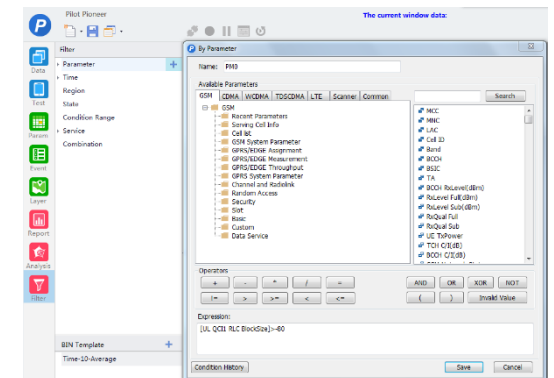 Pilot Pioneer
The current window data:
Data
Test
Param
Event
Layer
Report
Analysis
Filter
Filter
Parameter +
Time
Region
State
Condition Range
Service
Combination
BIN Template +
Time-10-Average
By Parameter
Name: PM0
Available Parameters
GSM CDMA WCDMA TDSCDMA LTE Scanner Common
Search
GSM
Recent Parameters
Serving Cell Info
Cell list
GSM System Parameter
GPRS/EDGE Assignment
GPRS/EDGE Measurement
GPRS/EDGE Throughput
GPRS System Parameter
Channel and Radiolink
Random Access
Security
Slot
Basic
Custom
Data Service
MCC
MNC
LAC
Cell ID
Band
BCCH
BSIC
TA
BCCH RxLevel(dBm)
RxLevel Full(dBm)
RxLevel Sub(dBm)
RxQual Full
RxQual Sub
UE TxPower
TCH C/I(dB)
BCCH C/I(dB)
Operators
+ - * / =
!= > >= < <=
AND OR XOR NOT
( ) Invalid Value
Expression:
[UL QCI1 RLC BlockSize]>-80
Condition History
Save Cancel